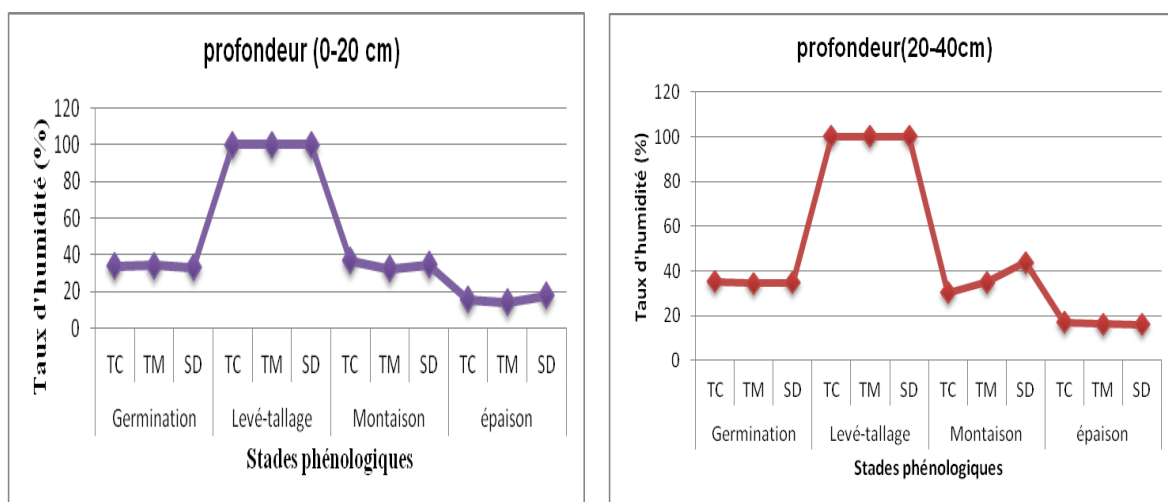 profondeur (0-20 cm)
Taux d'humidité (%)
120
100
80
60
40
20
0
TC TM SD TC TM SD TC TM SD TC TM SD
Germination Levé-tallage Montaison épaison
Stades phénologiques
profondeur(20-40cm)
Taux d'humidité (%)
120
100
80
60
40
20
0
TC TM SD TC TM SD TC TM SD TC TM SD
Germination Levé-tallage Montaison épaison
Stades phénologiques